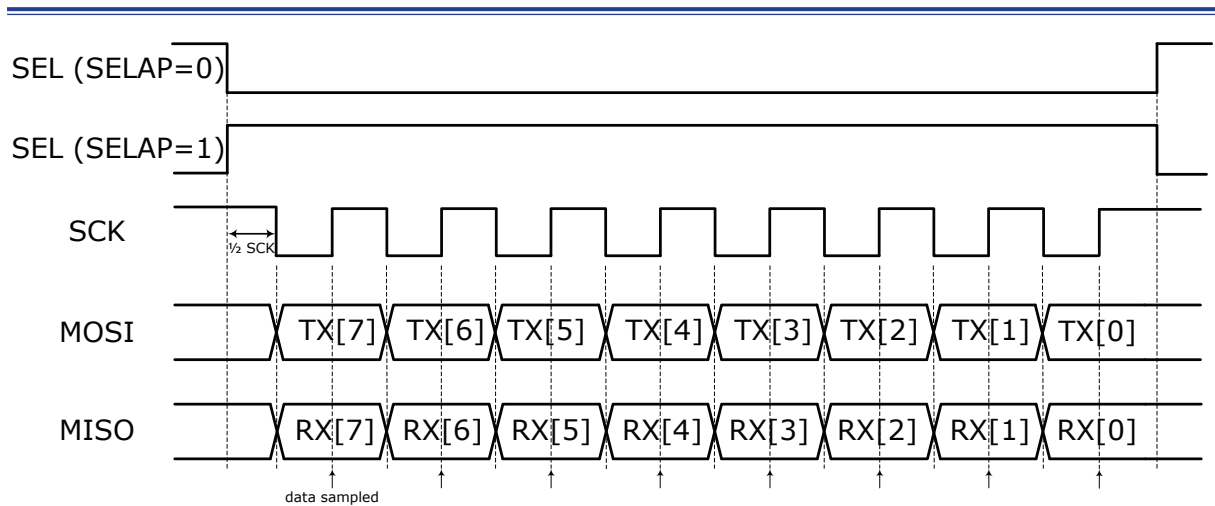 SEL (SELAP=0)
SEL (SELAP=1)
SCK
½ SCK
MOSI
TX[7] TX[6] TX[5] TX[4] TX[3] TX[2] TX[1] TX[0]
MISO
RX[7] RX[6] RX[5] RX[4] RX[3] RX[2] RX[1] RX[0]
data sampled